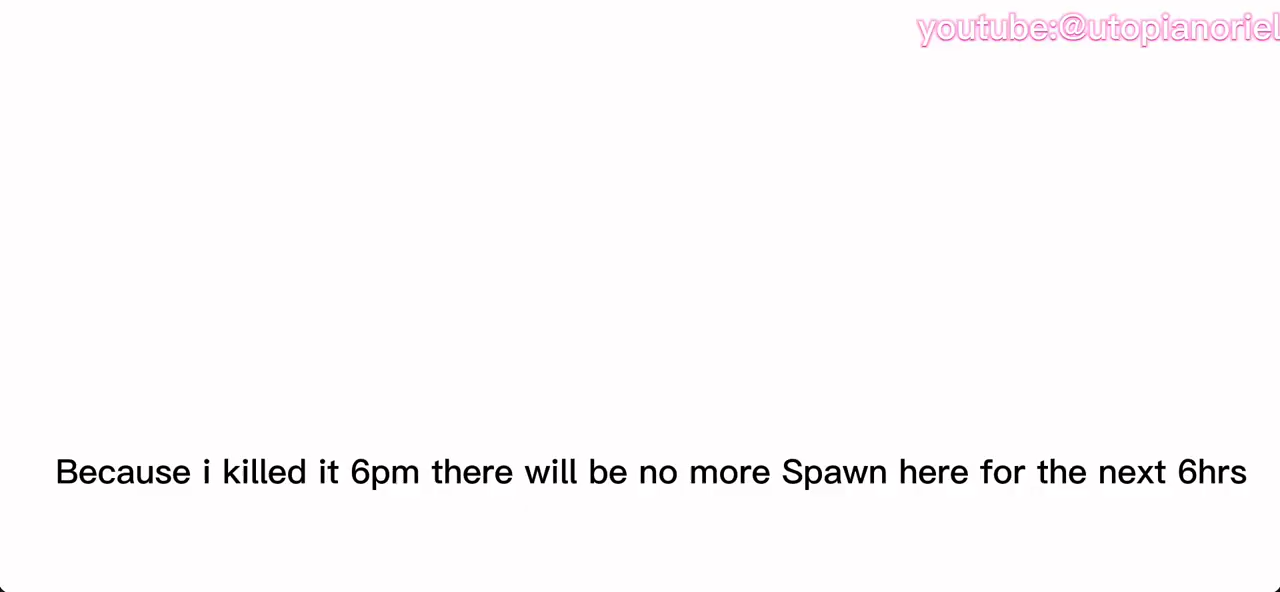 youtube:@utopianoriel
Because i killed it 6pm there will be no more Spawn here for the next 6hrs